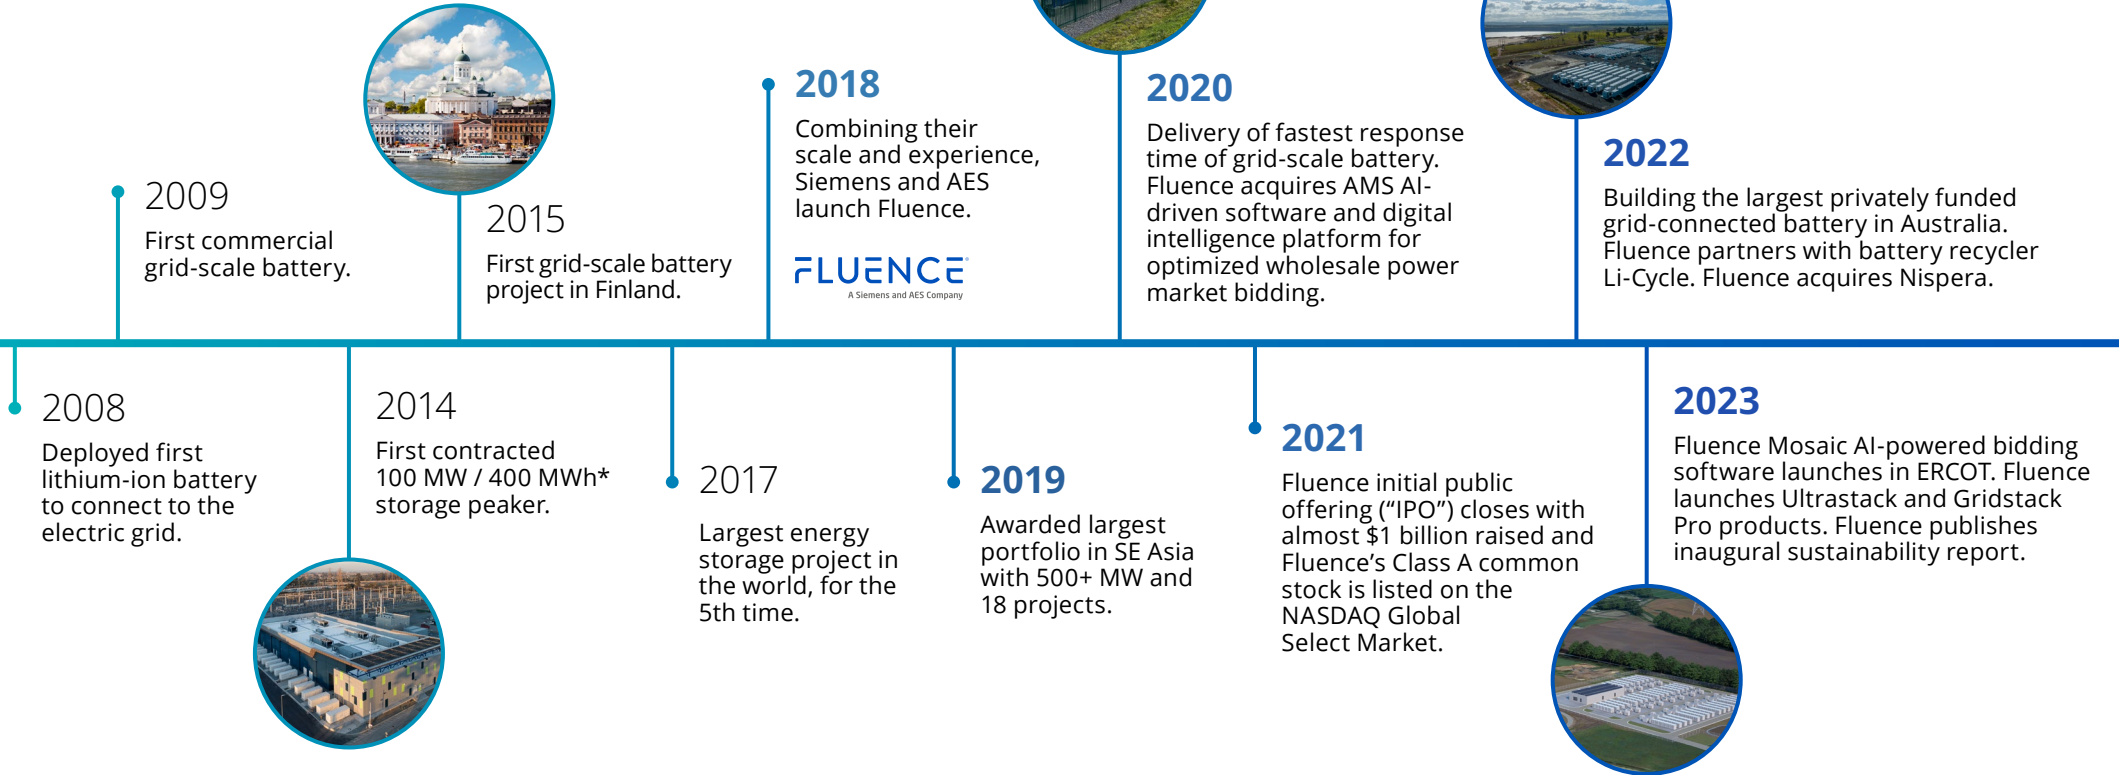 2009
First commercial
grid-scale battery.
2015
First grid-scale battery
project in Finland.
2018
Combining their
scale and experience,
Siemens and AES
launch Fluence.
FLUENCE®
A Siemens and AES Company
2020
Delivery of fastest response
time of grid-scale battery.
Fluence acquires AMS AI-
driven software and digital
intelligence platform for
optimized wholesale power
market bidding.
2022
Building the largest privately funded
grid-connected battery in Australia.
Fluence partners with battery recycler
Li-Cycle. Fluence acquires Nispera.
2008
Deployed first
lithium-ion battery
to connect to the
electric grid.
2014
First contracted
100 MW / 400 MWh*
storage peaker.
2017
Largest energy
storage project in
the world, for the
5th time.
2019
Awarded largest
portfolio in SE Asia
with 500+ MW and
18 projects.
2021
Fluence initial public
offering (“IPO”) closes with
almost $1 billion raised and
Fluence’s Class A common
stock is listed on the
NASDAQ Global
Select Market.
2023
Fluence Mosaic AI-powered bidding
software launches in ERCOT. Fluence
launches Ultrastack and Gridstack
Pro products. Fluence publishes
inaugural sustainability report.